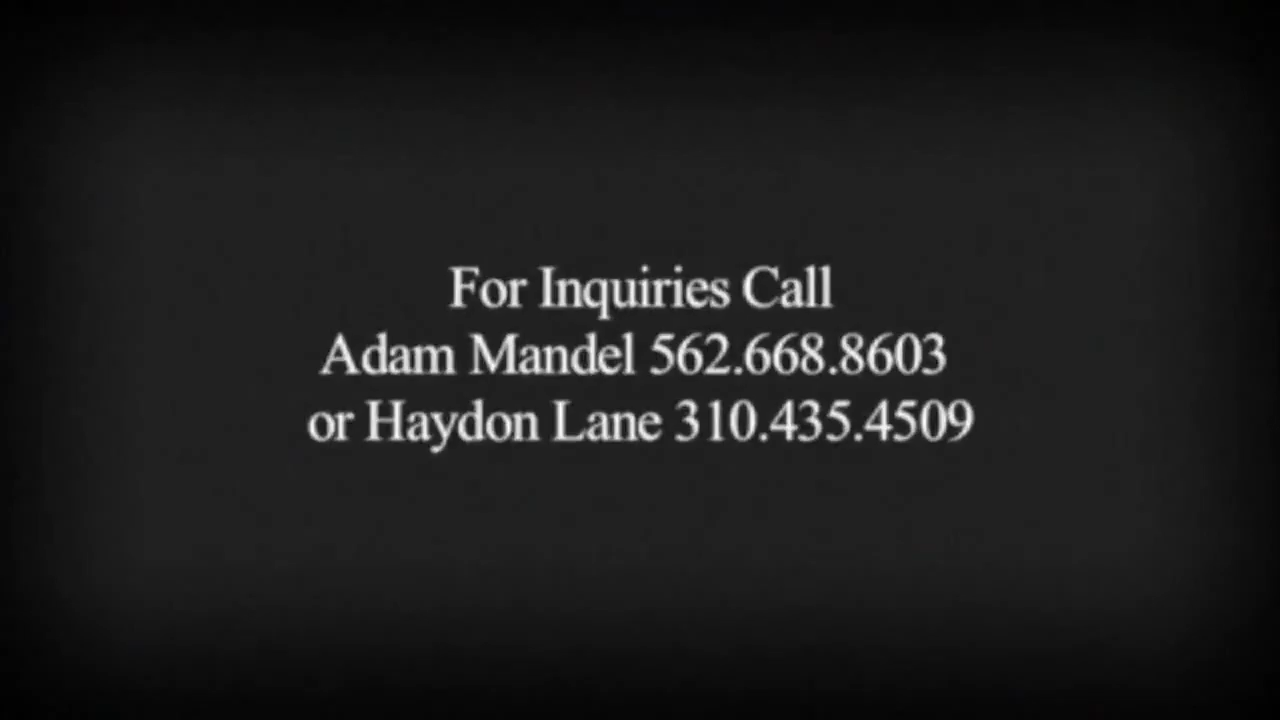 For Inquiries Call
Adam Mandel 562.668.8603
or Haydon Lane 310.435.4509